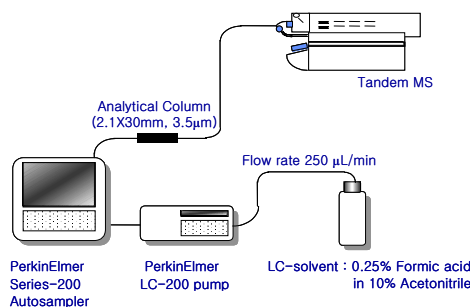 Tandem MS
Analytical Column
(2.1X30mm, 3.5μm)
Flow rate 250 μL/min
PerkinElmer
Series-200
Autosampler
PerkinElmer
LC-200 pump
LC-solvent : 0.25% Formic acid
in 10% Acetonitrile